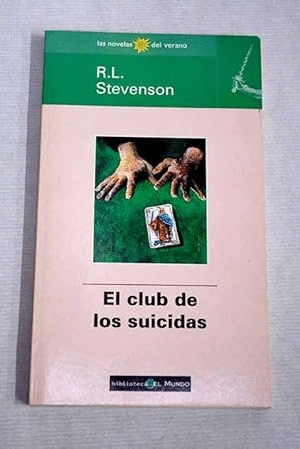 las novelas del verano
R.L.
Stevenson
El club de
los suicidas
biblioteca EL MUNDO